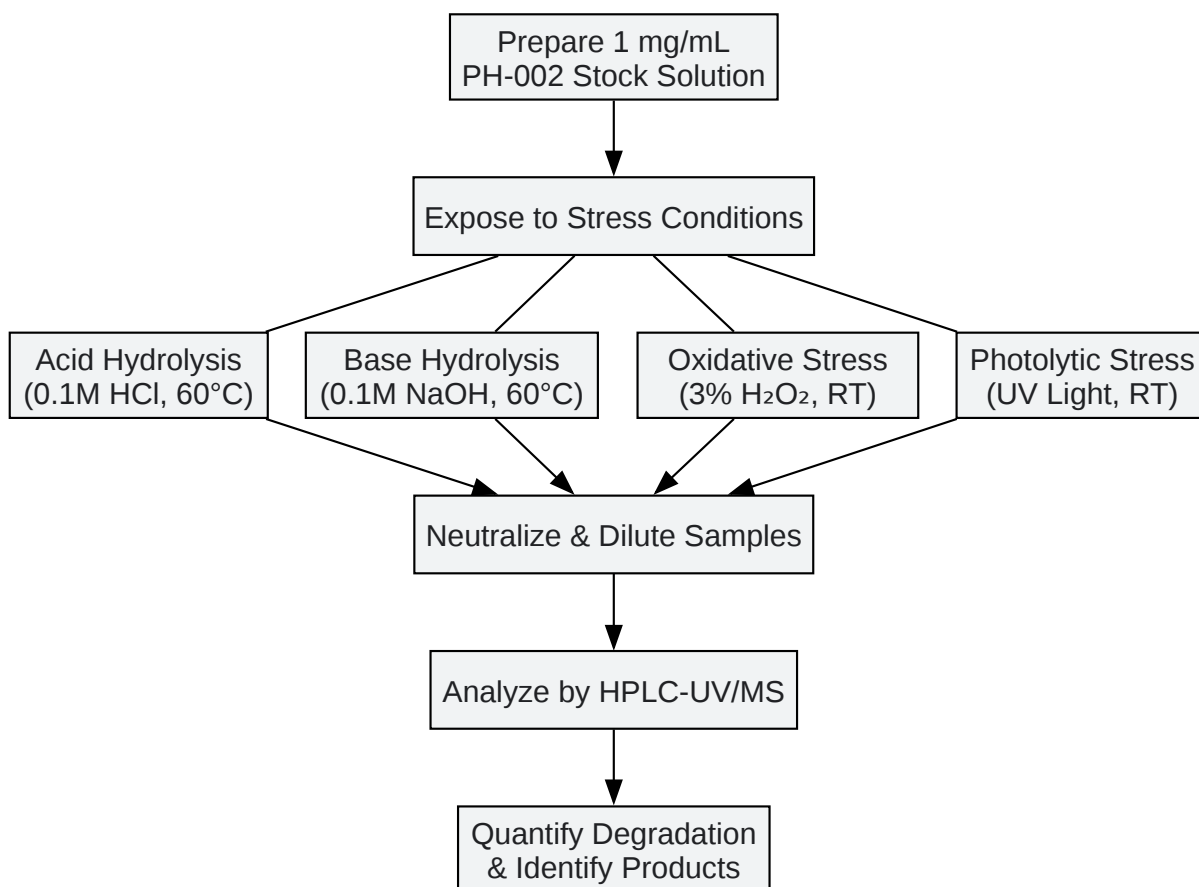 Prepare 1 mg/mL
PH-002 Stock Solution
Expose to Stress Conditions
Acid Hydrolysis
(0.1M HCl, 60°C)
Base Hydrolysis
(0.1M NaOH, 60°C)
Oxidative Stress
(3% H₂O₂, RT)
Photolytic Stress
(UV Light, RT)
Neutralize & Dilute Samples
Analyze by HPLC-UV/MS
Quantify Degradation
& Identify Products